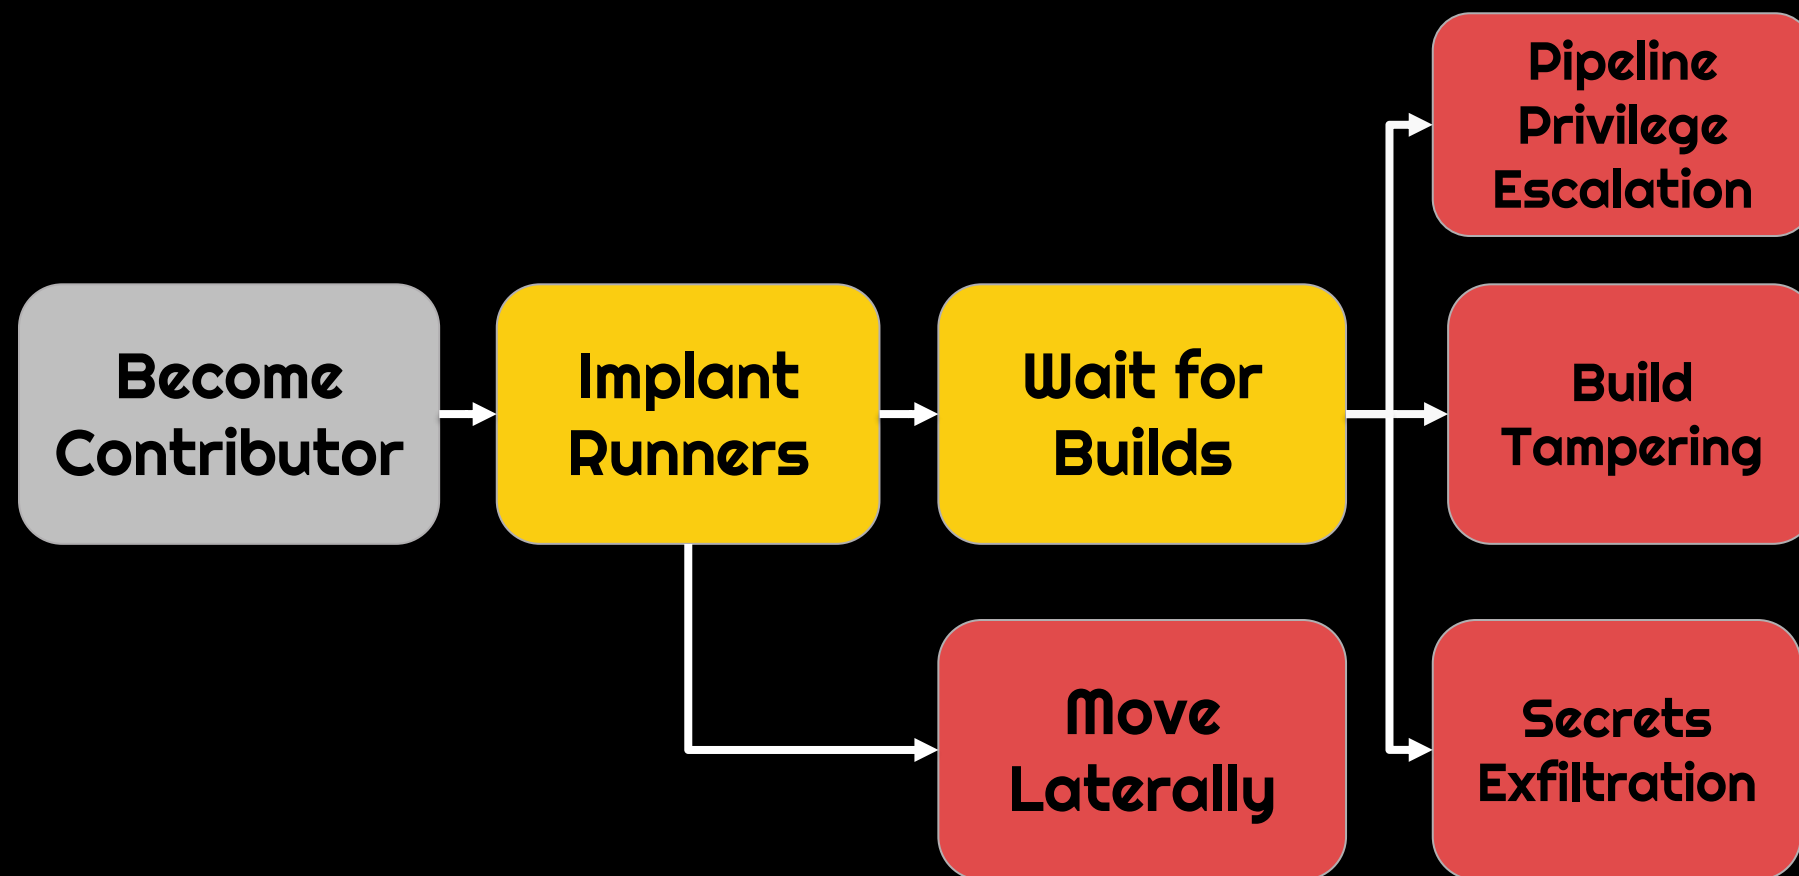 Pipeline
Privilege
Escalation
Become
Contributor
Implant
Runners
Wait for
Builds
Build
Tampering
Move
Laterally
Secrets
Exfiltration